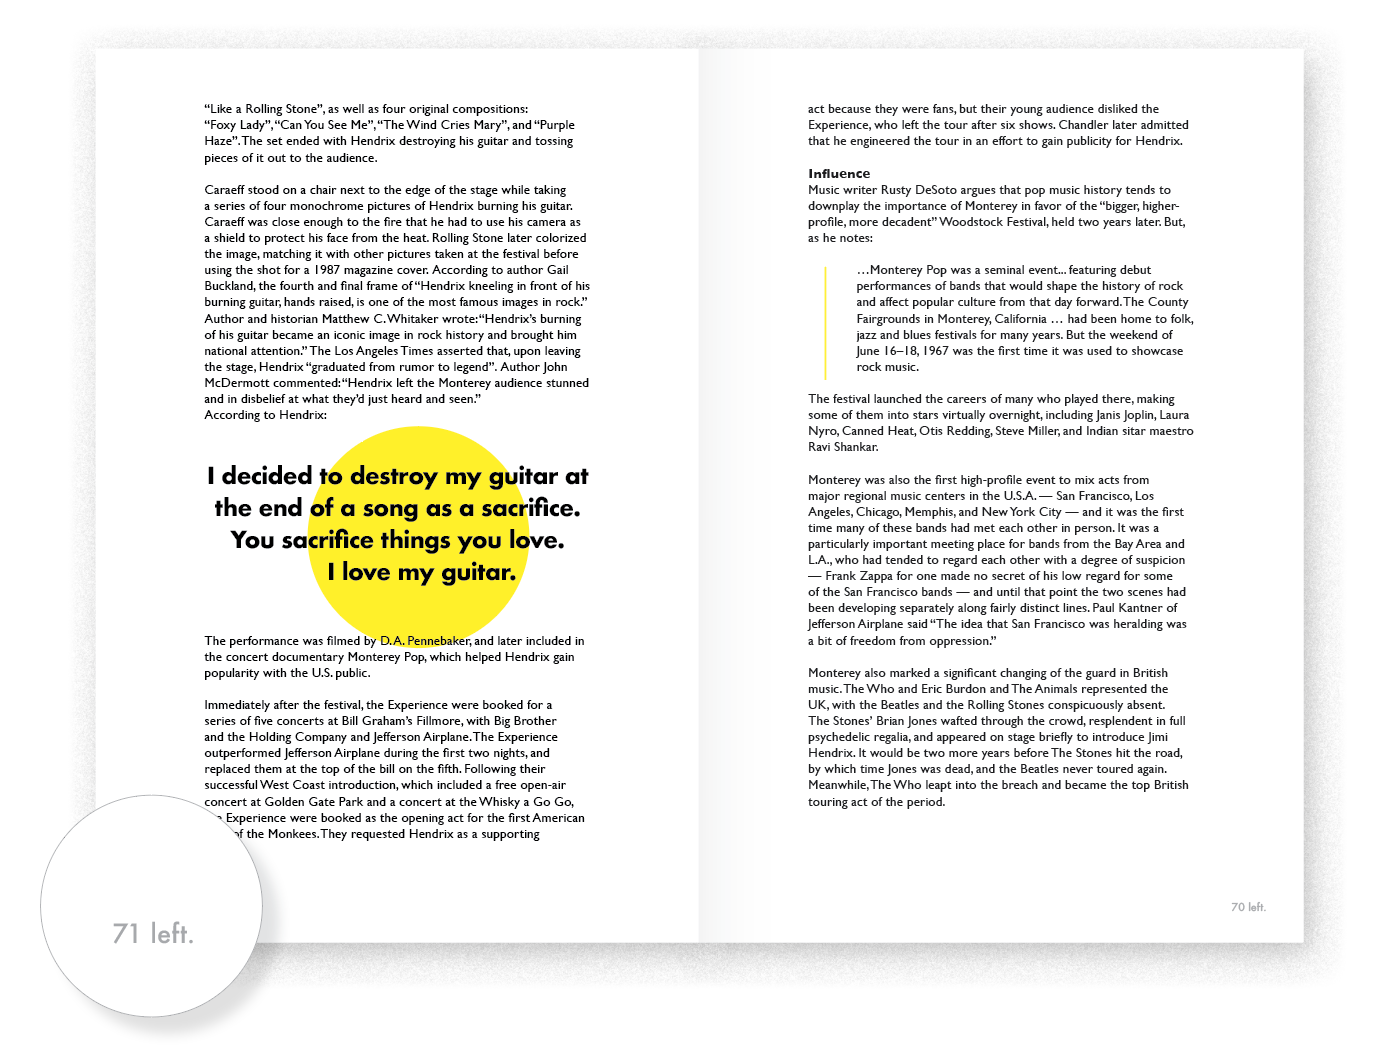 “Like a Rolling Stone”, as well as four original compositions:
“Foxy Lady”, “Can You See Me”, “The Wind Cries Mary”, and “Purple
Haze”. The set ended with Hendrix destroying his guitar and tossing
pieces of it out to the audience.
Caraeff stood on a chair next to the edge of the stage while taking
a series of four monochrome pictures of Hendrix burning his guitar.
Caraeff was close enough to the fire that he had to use his camera as
a shield to protect his face from the heat. Rolling Stone later colorized
the image, matching it with other pictures taken at the festival before
using the shot for a 1987 magazine cover. According to author Gail
Buckland, the fourth and final frame of “Hendrix kneeling in front of his
burning guitar, hands raised, is one of the most famous images in rock.”
Author and historian Matthew C. Whitaker wrote: “Hendrix’s burning
of his guitar became an iconic image in rock history and brought him
national attention.” The Los Angeles Times asserted that, upon leaving
the stage, Hendrix “graduated from rumor to legend”. Author John
McDermott commented: “Hendrix left the Monterey audience stunned
and in disbelief at what they’d just heard and seen.”
According to Hendrix:
I decided to destroy my guitar at
the end of a song as a sacrifice.
You sacrifice things you love.
I love my guitar.
The performance was filmed by D.A. Pennebaker, and later included in
the concert documentary Monterey Pop, which helped Hendrix gain
popularity with the U.S. public.
Immediately after the festival, the Experience were booked for a
series of five concerts at Bill Graham’s Fillmore, with Big Brother
and the Holding Company and Jefferson Airplane. The Experience
outperformed Jefferson Airplane during the first two nights, and
replaced them at the top of the bill on the fifth. Following their
successful West Coast introduction, which included a free open-air
concert at Golden Gate Park and a concert at the Whisky a Go Go,
Experience were booked as the opening act for the first American
of the Monkees. They requested Hendrix as a supporting
71 left.
act because they were fans, but their young audience disliked the
Experience, who left the tour after six shows. Chandler later admitted
that he engineered the tour in an effort to gain publicity for Hendrix.
Influence
Music writer Rusty DeSoto argues that pop music history tends to
downplay the importance of Monterey in favor of the “bigger, higher-
profile, more decadent” Woodstock Festival, held two years later. But,
as he notes:
…Monterey Pop was a seminal event... featuring debut
performances of bands that would shape the history of rock
and affect popular culture from that day forward. The County
Fairgrounds in Monterey, California … had been home to folk,
jazz and blues festivals for many years. But the weekend of
June 16–18, 1967 was the first time it was used to showcase
rock music.
The festival launched the careers of many who played there, making
some of them into stars virtually overnight, including Janis Joplin, Laura
Nyro, Canned Heat, Otis Redding, Steve Miller, and Indian sitar maestro
Ravi Shankar.
Monterey was also the first high-profile event to mix acts from
major regional music centers in the U.S.A. — San Francisco, Los
Angeles, Chicago, Memphis, and New York City — and it was the first
time many of these bands had met each other in person. It was a
particularly important meeting place for bands from the Bay Area and
L.A., who had tended to regard each other with a degree of suspicion
— Frank Zappa for one made no secret of his low regard for some
of the San Francisco bands — and until that point the two scenes had
been developing separately along fairly distinct lines. Paul Kantner of
Jefferson Airplane said “The idea that San Francisco was heralding was
a bit of freedom from oppression.”
Monterey also marked a significant changing of the guard in British
music. The Who and Eric Burdon and The Animals represented the
UK, with the Beatles and the Rolling Stones conspicuously absent.
The Stones’ Brian Jones wafted through the crowd, resplendent in full
psychedelic regalia, and appeared on stage briefly to introduce Jimi
Hendrix. It would be two more years before The Stones hit the road,
by which time Jones was dead, and the Beatles never toured again.
Meanwhile, The Who leapt into the breach and became the top British
touring act of the period.
70 left.